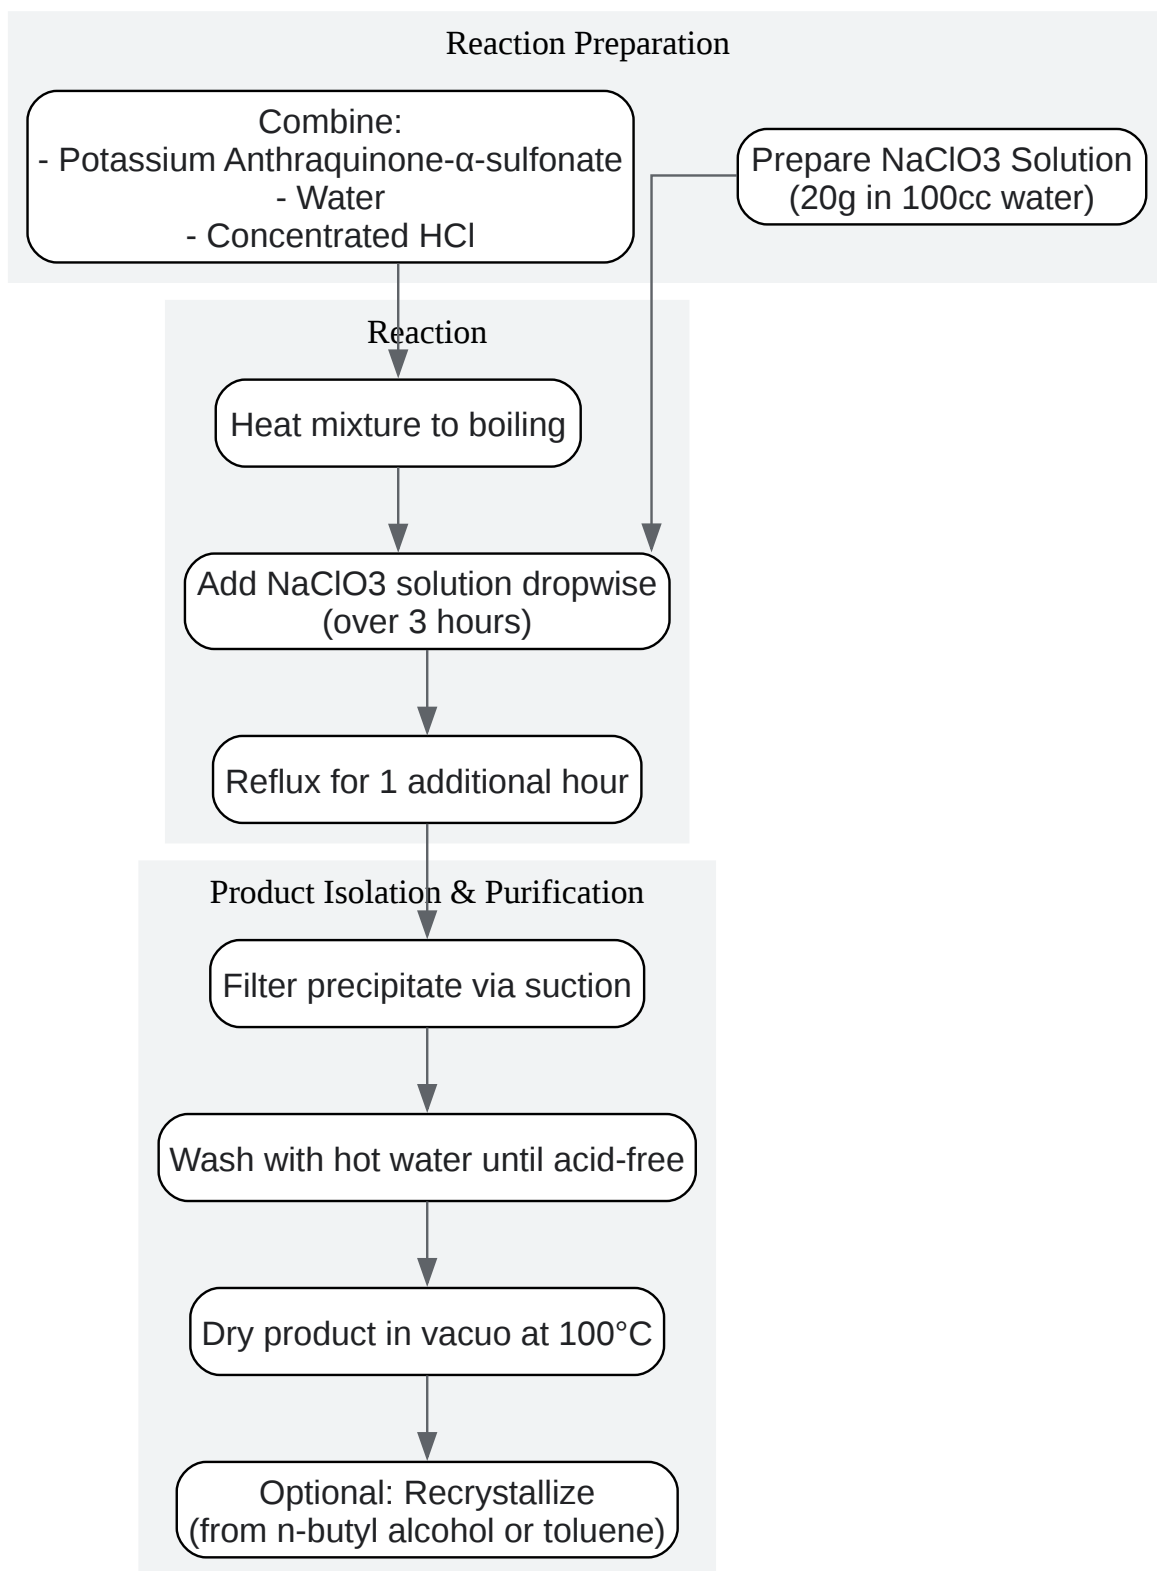 Reaction Preparation
Combine:
- Potassium Anthraquinone-α-sulfonate
- Water
- Concentrated HCl
Prepare NaClO3 Solution
(20g in 100cc water)
Reaction
Heat mixture to boiling
Add NaClO3 solution dropwise
(over 3 hours)
Reflux for 1 additional hour
Product Isolation & Purification
Filter precipitate via suction
Wash with hot water until acid-free
Dry product in vacuo at 100°C
Optional: Recrystallize
(from n-butyl alcohol or toluene)